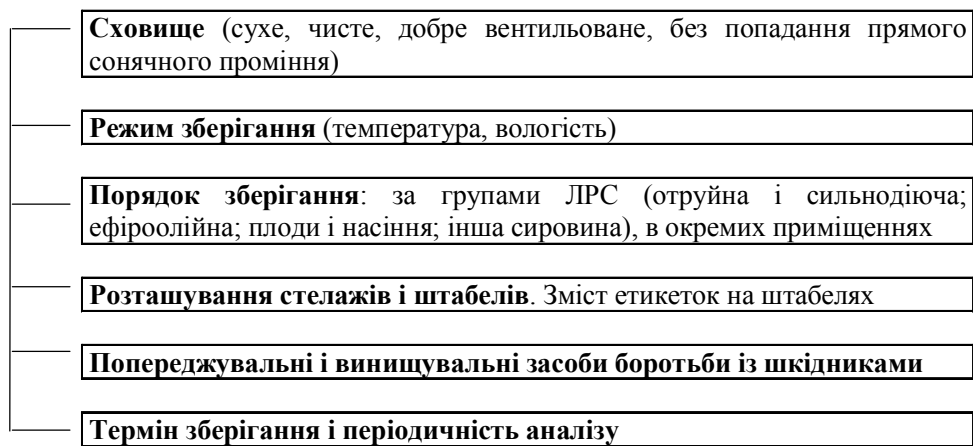 Сховище (сухе, чисте, добре вентильоване, без попадання прямого
сонячного проміння)
Режим зберігання (температура, вологість)
Порядок зберігання: за групами ЛРС (отруйна і сильнодіюча;
ефіроолійна; плоди і насіння; інша сировина), в окремих приміщеннях
Розташування стелажів і штабелів. Зміст етикеток на штабелях
Попереджувальні і винищувальні засоби боротьби із шкідниками
Термін зберігання і періодичність аналізу